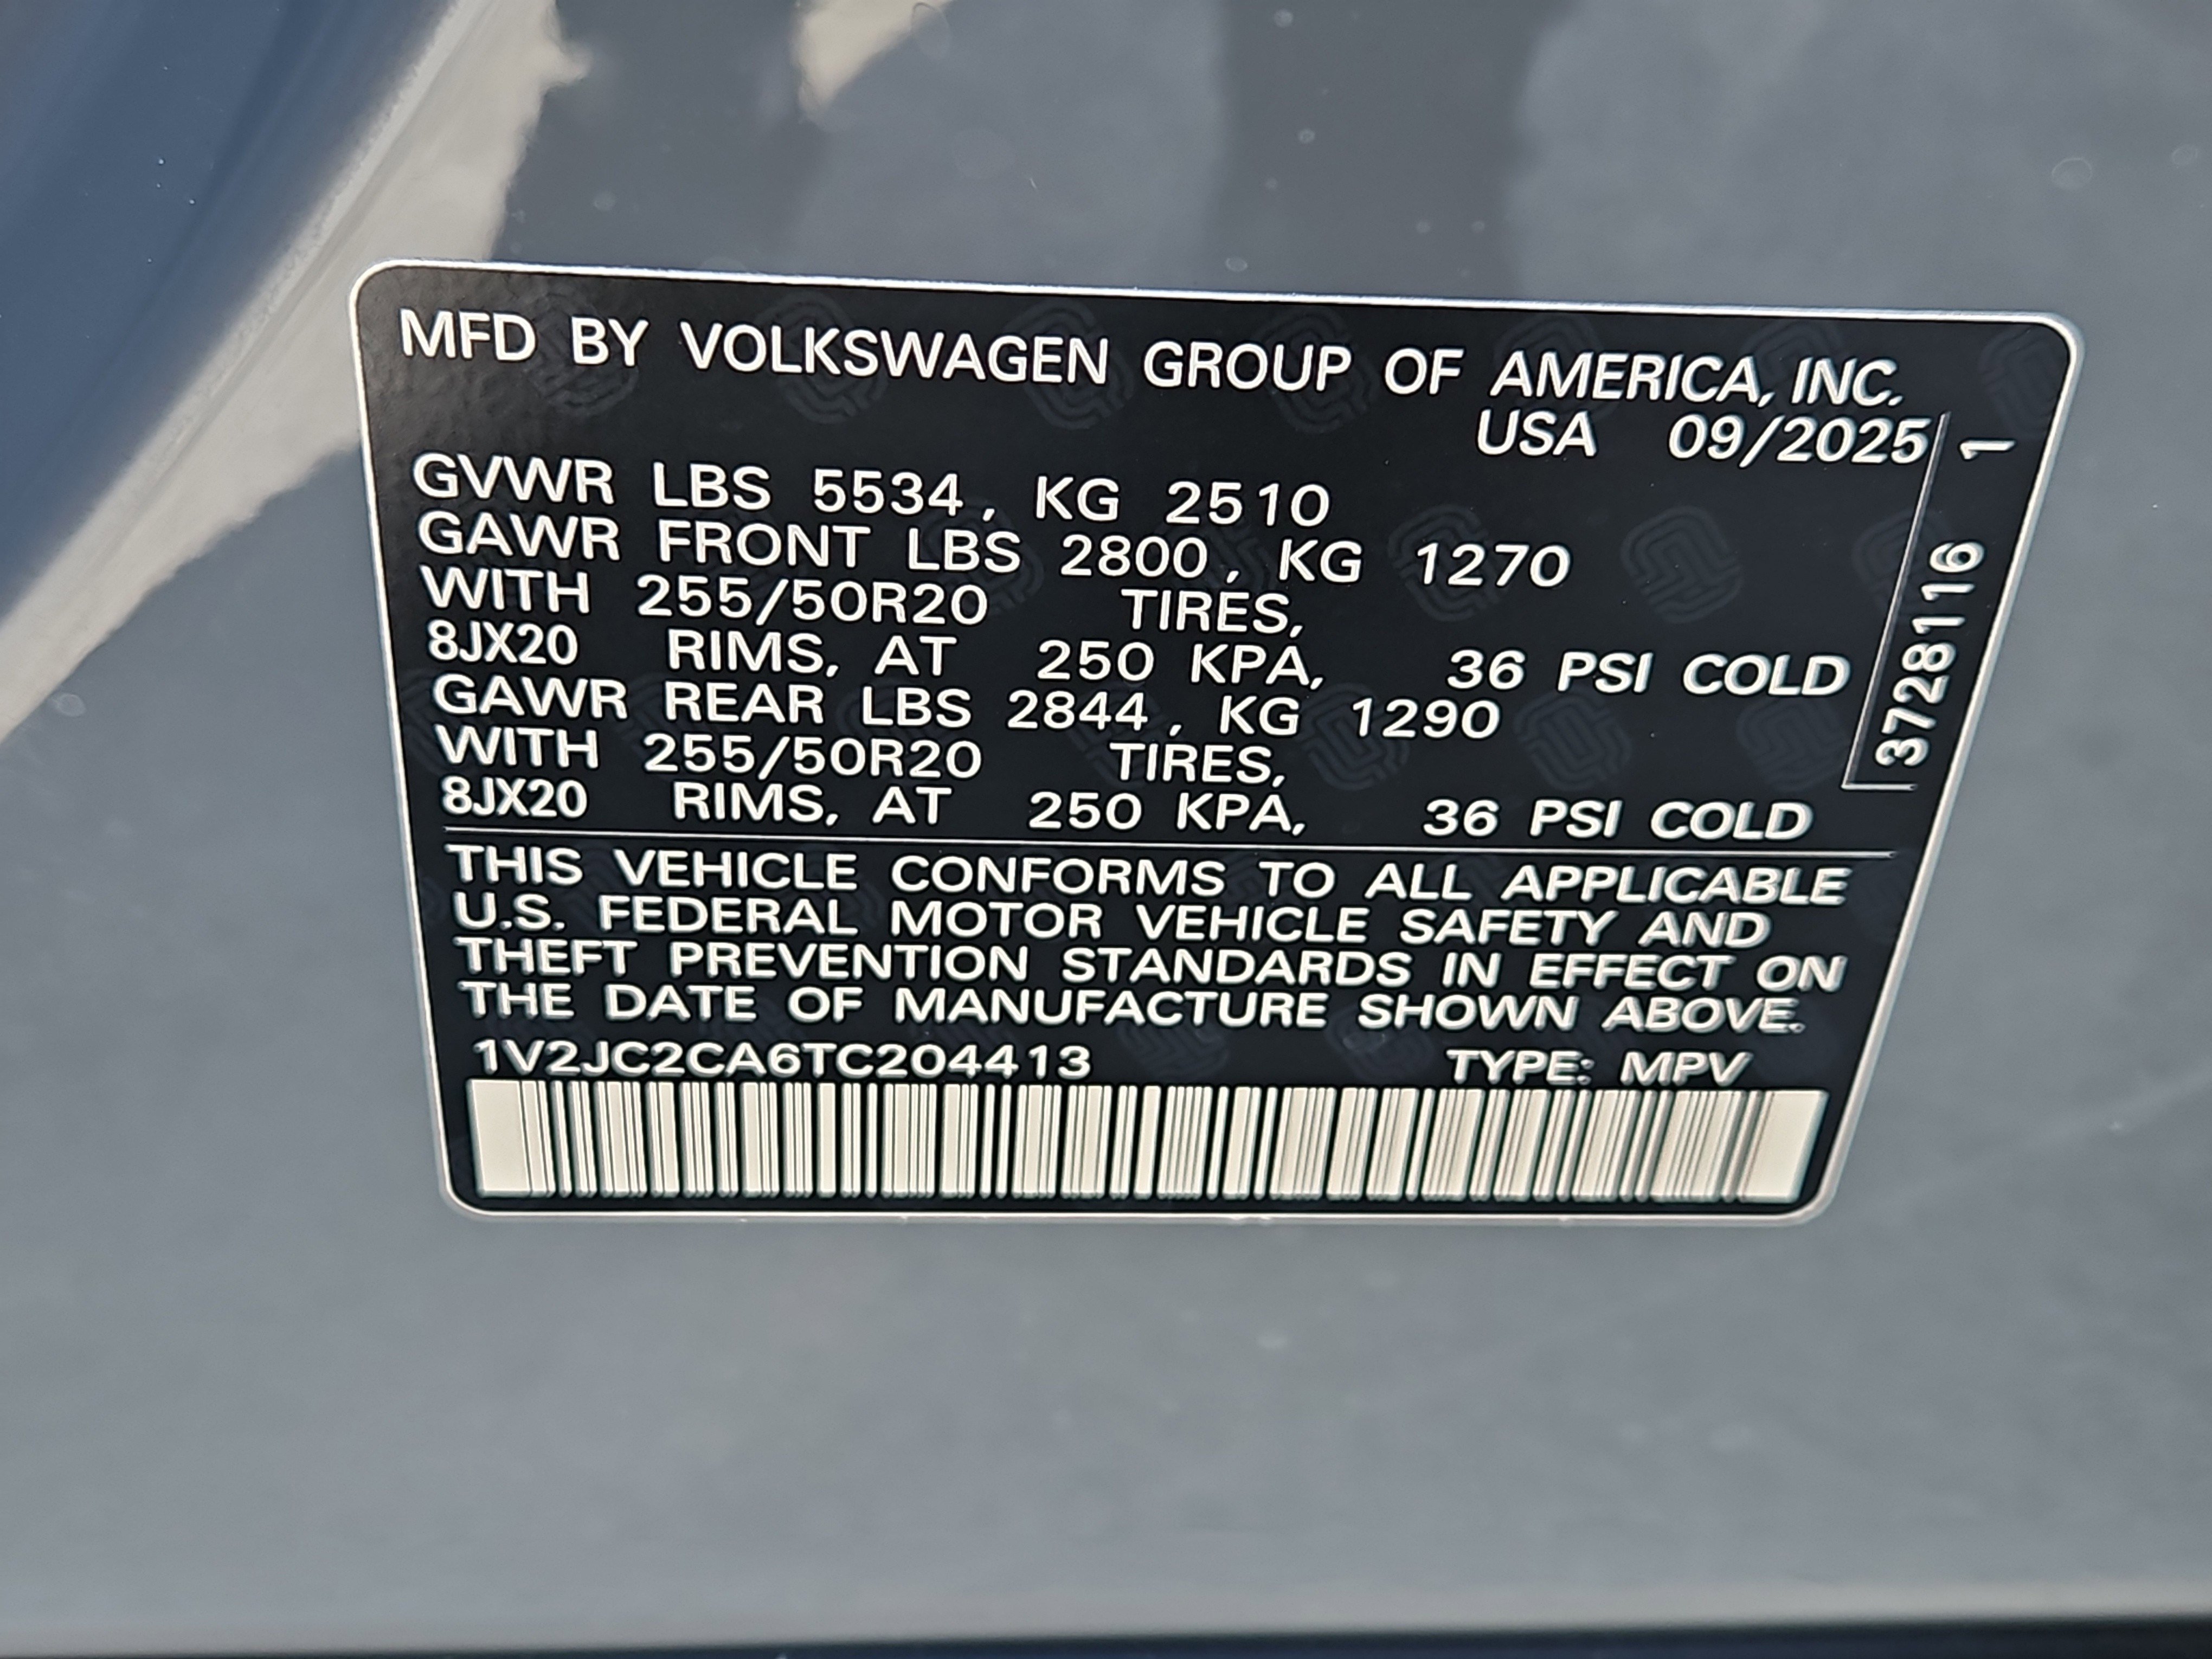 MFD BY VOLKSWAGEN GROUP OF AMERICA, INC.
USA 09/2025
GVWR LBS 5534, KG 2510
GAWR FRONT LBS 2800, KG 1270
WITH 255/50R20 TIRES,
8JX20 RIMS, AT 250 KPA, 36 PSI COLD
GAWR REAR LBS 2844, KG 1290
WITH 255/50R20 TIRES,
8JX20 RIMS, AT 250 KPA, 36 PSI COLD
3728116 1
THIS VEHICLE CONFORMS TO ALL APPLICABLE
U.S. FEDERAL MOTOR VEHICLE SAFETY AND
THEFT PREVENTION STANDARDS IN EFFECT ON
THE DATE OF MANUFACTURE SHOWN ABOVE.
1V2JC2CA6TC204413 TYPE: MPV